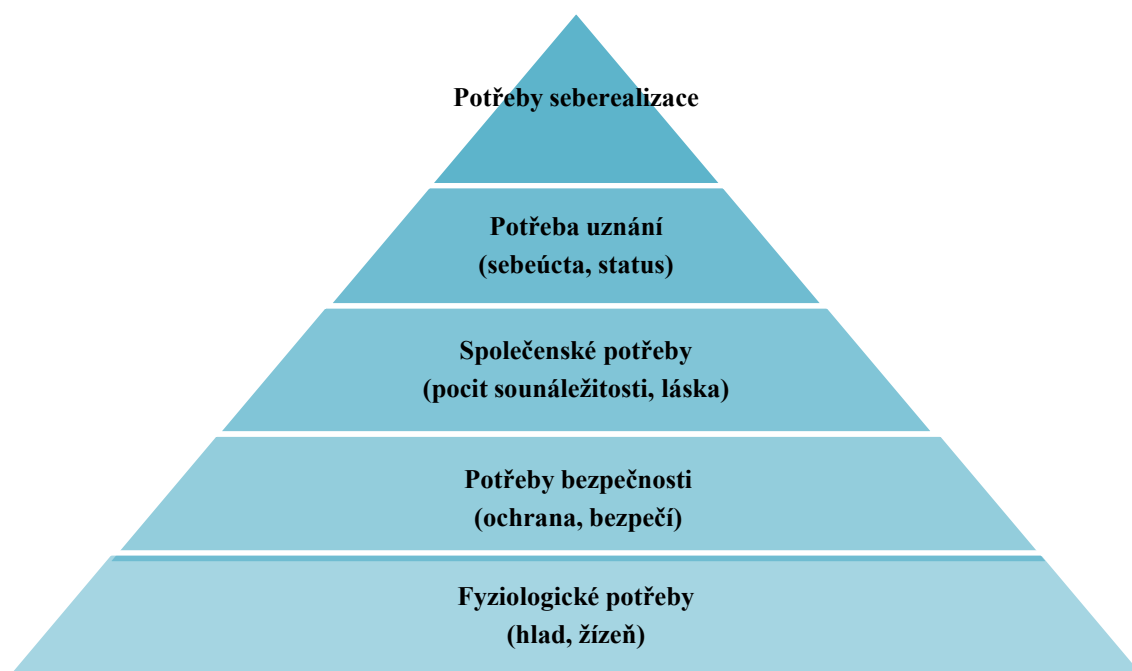 Potřeby seberealizace
Potřeba uznání
(sebeúcta, status)
Společenské potřeby
(pocit sounáležitosti, láska)
Potřeby bezpečnosti
(ochrana, bezpečí)
Fyziologické potřeby
(hlad, žízeň)